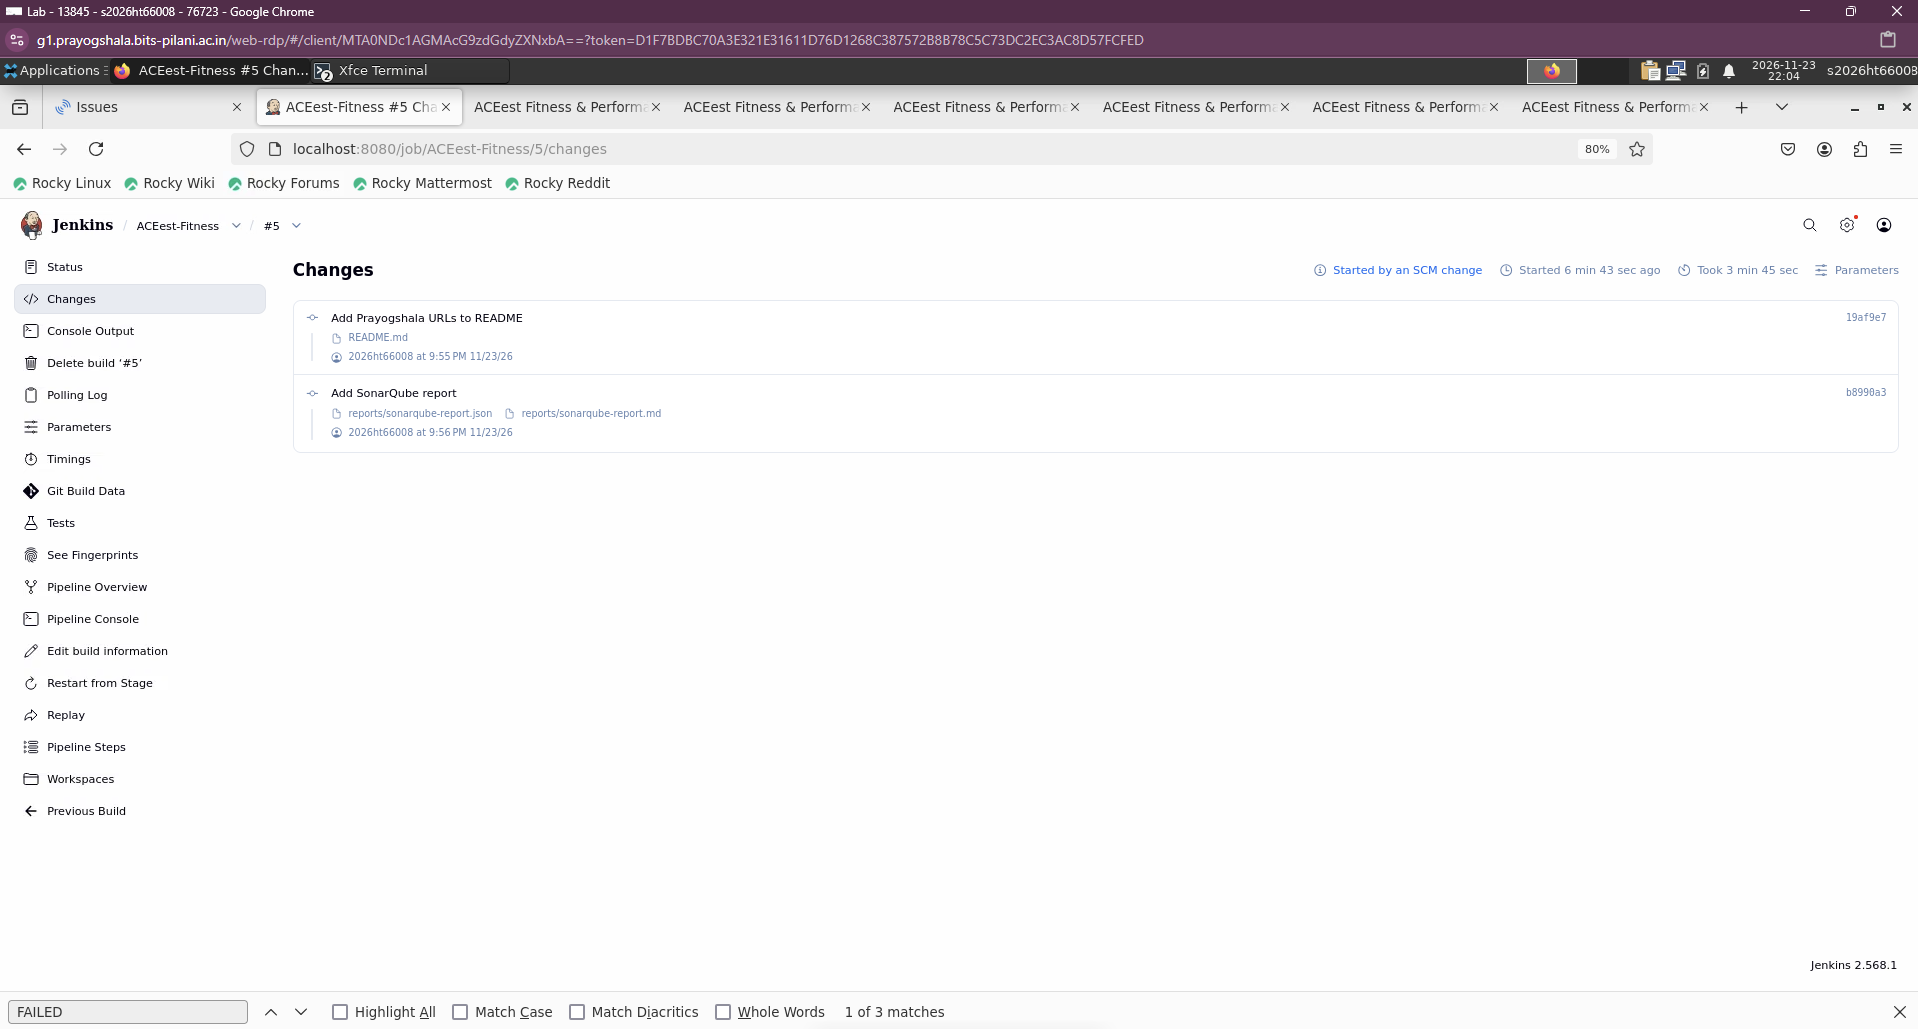 Lab - 13845 - s2026ht66008 - 76723 - Google Chrome
g1.prayogshala.bits-pilani.ac.in/web-rdp/#/client/MTA0NDc1AGMAcG9zdGdyZXNxbA==?token=D1F7BDBC70A3E321E31611D76D1268C387572B8B78C5C73DC2EC3AC8D57FCFED
Applications ACEest-Fitness #5 Chan... 2 Xfce Terminal 2026-11-23 22:04 s2026ht66008
Issues ACEest-Fitness #5 Cha ACEest Fitness & Perform ACEest Fitness & Perform ACEest Fitness & Perform ACEest Fitness & Perform ACEest Fitness & Perform ACEest Fitness & Perform
localhost:8080/job/ACEest-Fitness/5/changes 80%
Rocky Linux Rocky Wiki Rocky Forums Rocky Mattermost Rocky Reddit
Jenkins / ACEest-Fitness / #5
Status
Changes
Console Output
Delete build ‘#5’
Polling Log
Parameters
Timings
Git Build Data
Tests
See Fingerprints
Pipeline Overview
Pipeline Console
Edit build information
Restart from Stage
Replay
Pipeline Steps
Workspaces
Previous Build
Changes
Started by an SCM change Started 6 min 43 sec ago Took 3 min 45 sec Parameters
Add Prayogshala URLs to README 19af9e7
README.md
2026ht66008 at 9:55 PM 11/23/26
Add SonarQube report b8990a3
reports/sonarqube-report.json reports/sonarqube-report.md
2026ht66008 at 9:56 PM 11/23/26
Jenkins 2.568.1
FAILED Highlight All Match Case Match Diacritics Whole Words 1 of 3 matches